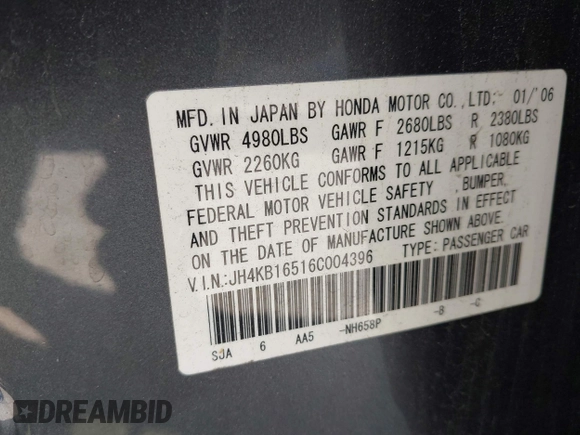 MFD. IN JAPAN BY HONDA MOTOR CO., LTD. 01/'06
GVWR 4980LBS GAWR F 2680LBS R 2380LBS
GVWR 2260KG GAWR F 1215KG R 1080KG
THIS VEHICLE CONFORMS TO ALL APPLICABLE
FEDERAL MOTOR VEHICLE SAFETY , BUMPER,
AND THEFT PREVENTION STANDARDS IN EFFECT
ON THE DATE OF MANUFACTURE SHOWN ABOVE.
V.I.N.:JH4KB16516C004396 TYPE: PASSENGER CAR
SJA 6 AA5 -NH658P -B -C
DREAMBID